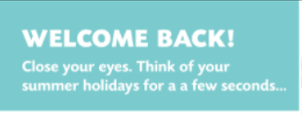 WELCOME BACK!
Close your eyes. Think of your
summer holidays for a a few seconds...